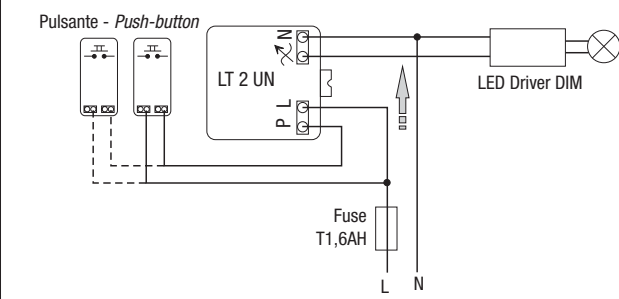 Pulsante - Push-button
N
LT 2 UN
L
P
LED Driver DIM
Fuse
T1,6AH
L N